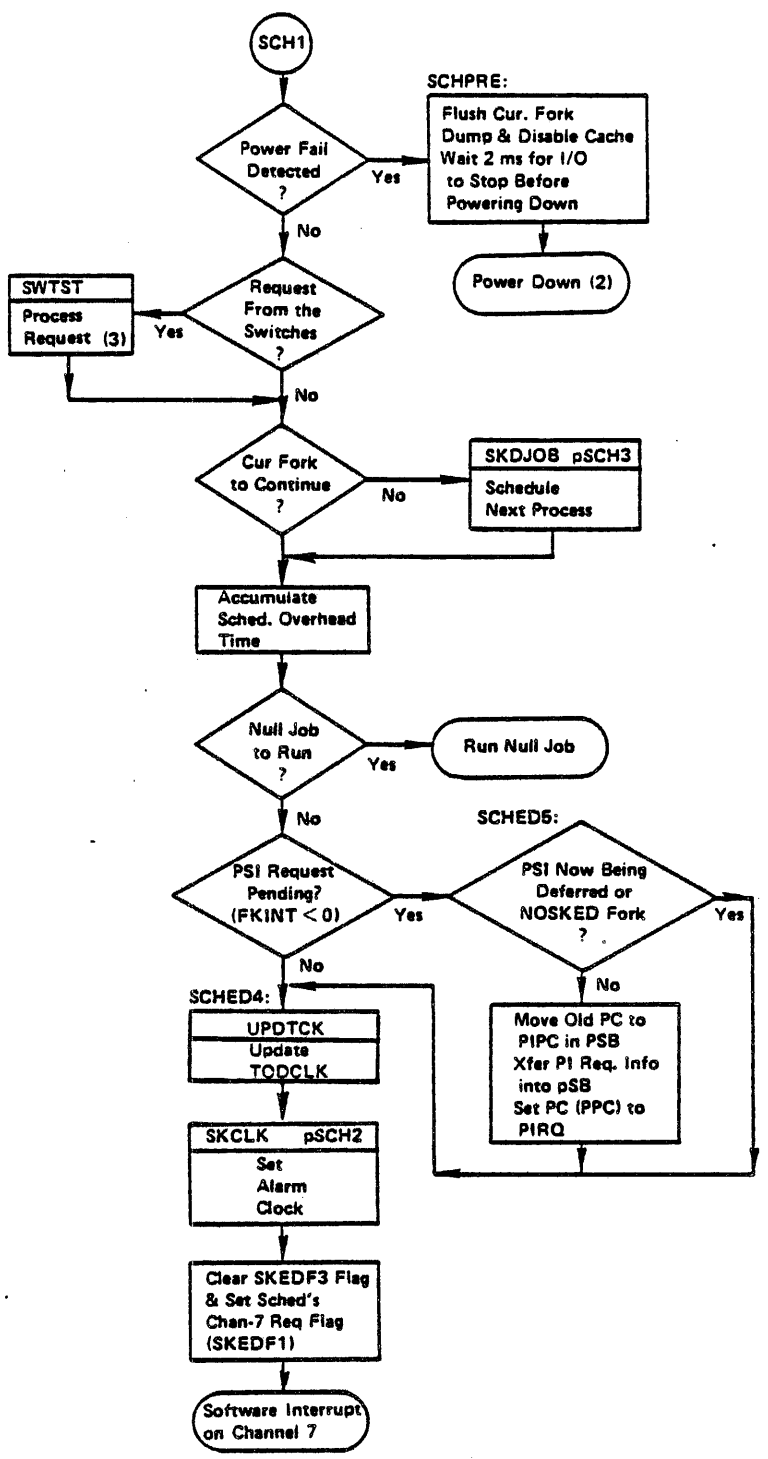 SCH1
Power Fail
Detected
?
Yes
No
SCHPRE:
Flush Cur. Fork
Dump & Disable Cache
Wait 2 ms for I/O
to Stop Before
Powering Down
Power Down (2)
Request
From the
Switches
?
Yes
No
SWTST
Process
Request (3)
Cur Fork
to Continue
?
No
SKDJOB pSCH3
Schedule
Next Process
Accumulate
Sched. Overhead
Time
Null Job
to Run
?
Yes
No
Run Null Job
PSI Request
Pending?
(FKINT < 0)
Yes
No
SCHED5:
PSI Now Being
Deferred or
NOSKED Fork
?
Yes
No
Move Old PC to
PIPC in PSB
Xfer PI Req. Info
into pSB
Set PC (PPC) to
PIRQ
SCHED4:
UPDTCK
Update
TODCLK
SKCLK pSCH2
Set
Alarm
Clock
Clear SKEDF3 Flag
& Set Sched's
Chan-7 Req Flag
(SKEDF1)
Software Interrupt
on Channel 7